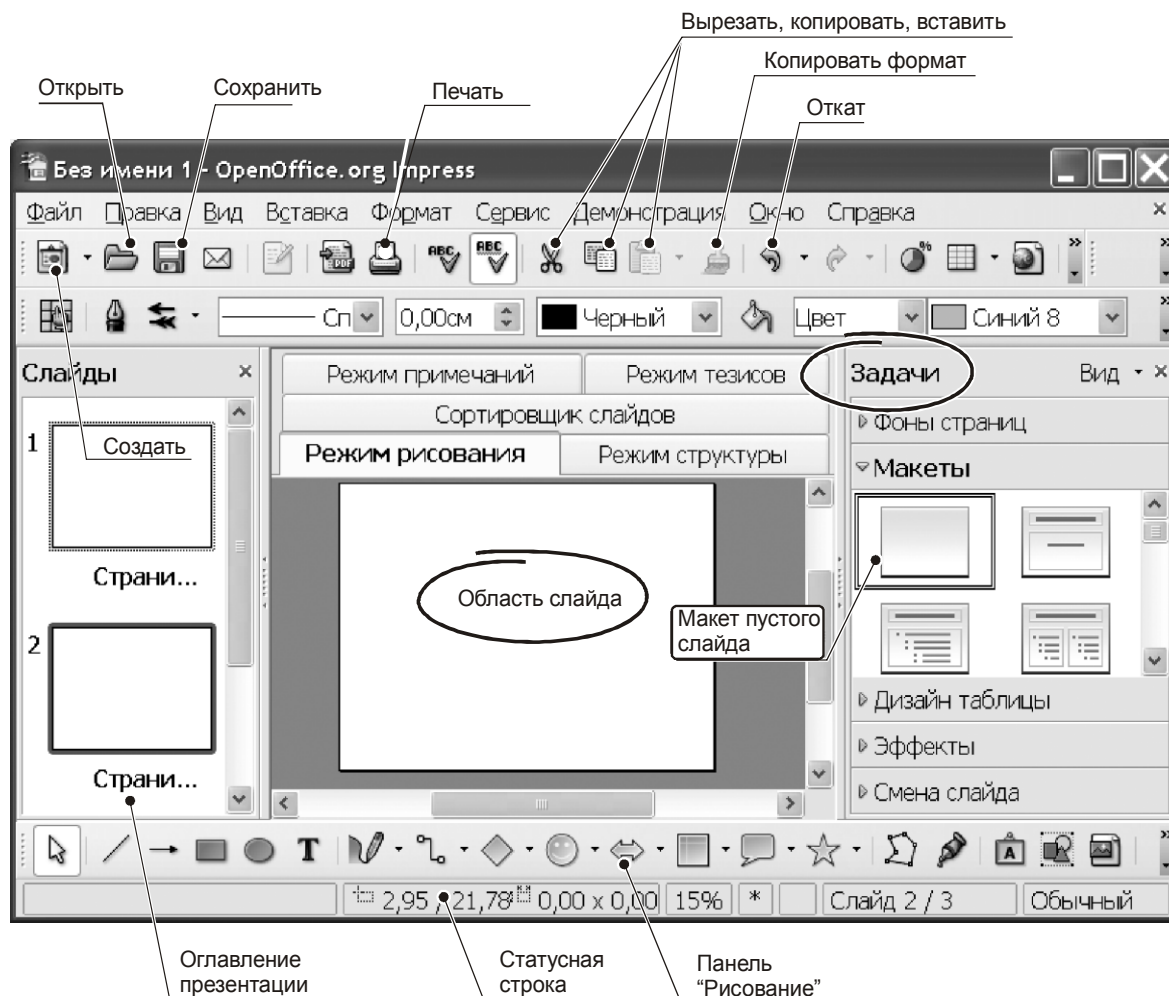 Вырезать, копировать, вставить
Копировать формат
Открыть
Сохранить
Печать
Откат
Без имени 1 - OpenOffice.org Impress
Файл Правка Вид Вставка Формат Сервис Демонстрация Окно Справка
PDF ABC ABC %
Сп 0,00см Черный Цвет Синий 8
Слайды
1
Создать
Страни...
2
Страни...
Режим примечаний Режим тезисов
Сортировщик слайдов
Режим рисования Режим структуры
Область слайда
Макет пустого
слайда
Задачи Вид
Фоны страниц
Макеты
Дизайн таблицы
Эффекты
Смена слайда
T A
2,95 / 21,78 0,00 x 0,00 15% * Слайд 2 / 3 Обычный
Оглавление
презентации
Статусная
строка
Панель
“Рисование”